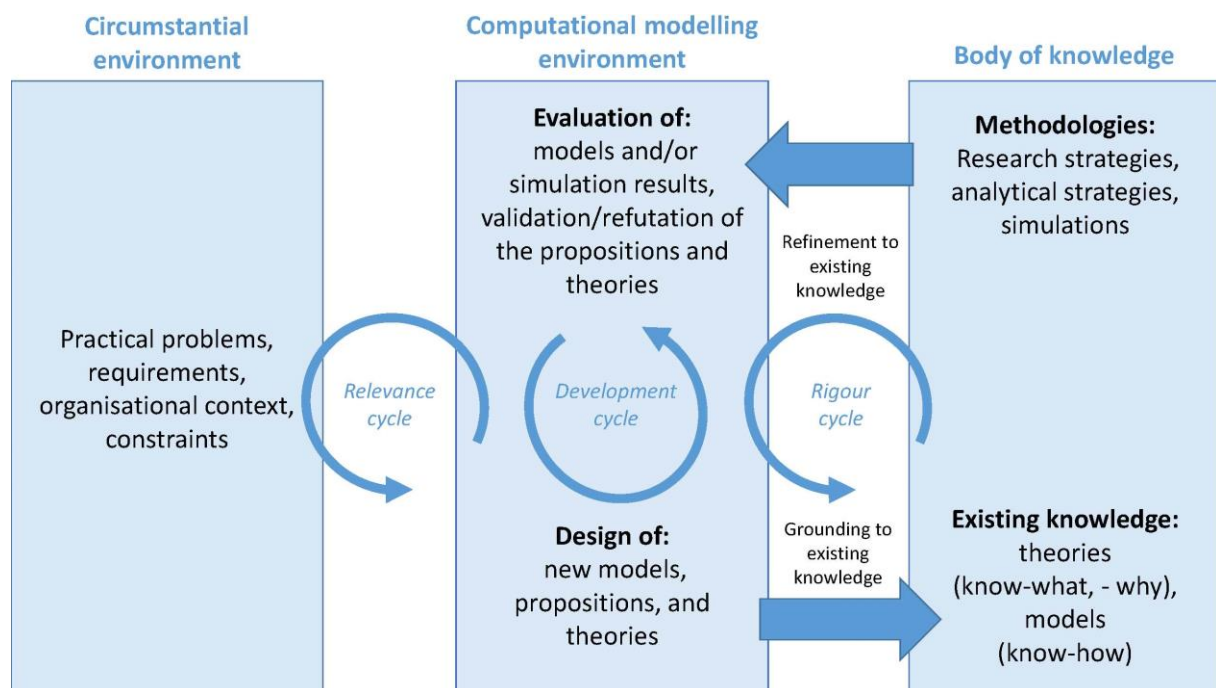 Circumstantial
environment
Practical problems,
requirements,
organisational context,
constraints
Relevance
cycle
Computational modelling
environment
Evaluation of:
models and/or
simulation results,
validation/refutation of
the propositions and
theories
Development
cycle
Design of:
new models,
propositions, and
theories
Refinement to
existing
knowledge
Rigour
cycle
Grounding to
existing
knowledge
Body of knowledge
Methodologies:
Research strategies,
analytical strategies,
simulations
Existing knowledge:
theories
(know-what, - why),
models
(know-how)